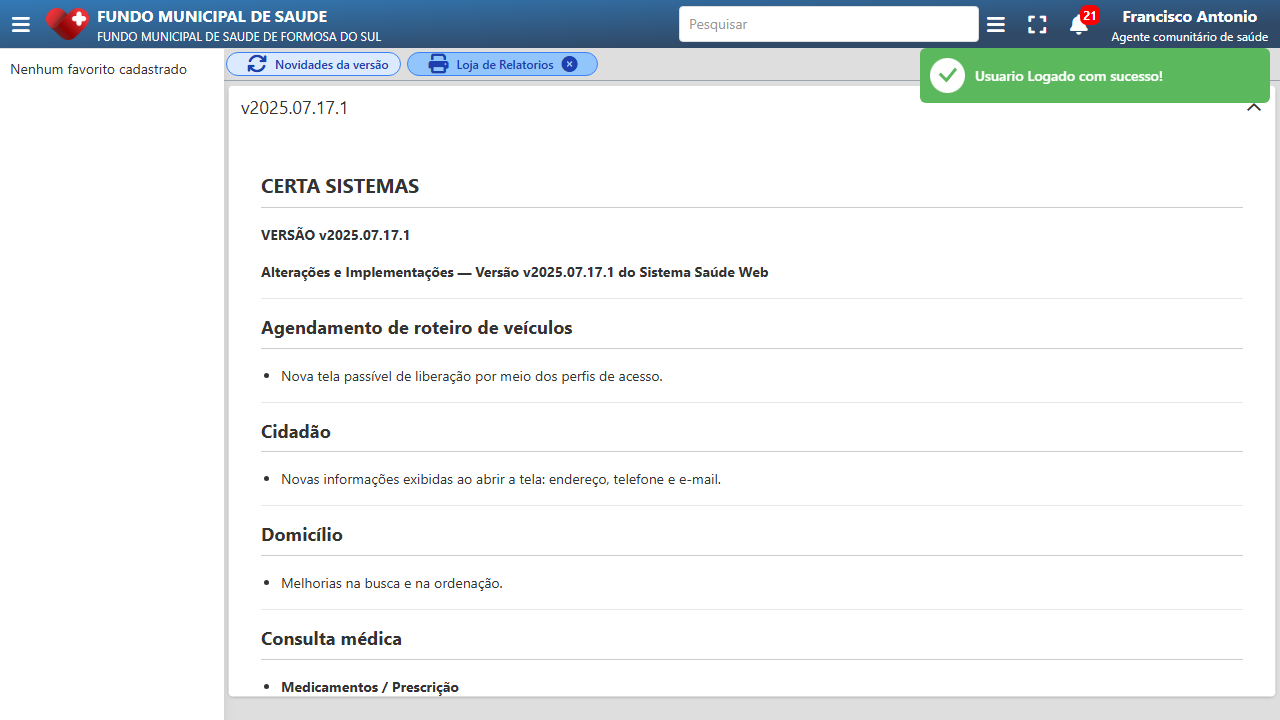 FUNDO MUNICIPAL DE SAUDE
FUNDO MUNICIPAL DE SAUDE DE FORMOSA DO SUL
Pesquisar
21
Francisco Antonio
Agente comunitário de saúde
Nenhum favorito cadastrado
Novidades da versão
Loja de Relatorios
Usuario Logado com sucesso!
v2025.07.17.1
CERTA SISTEMAS
VERSÃO v2025.07.17.1
Alterações e Implementações — Versão v2025.07.17.1 do Sistema Saúde Web
Agendamento de roteiro de veículos
• Nova tela passível de liberação por meio dos perfis de acesso.
Cidadão
• Novas informações exibidas ao abrir a tela: endereço, telefone e e-mail.
Domicílio
• Melhorias na busca e na ordenação.
Consulta médica
• Medicamentos / Prescrição